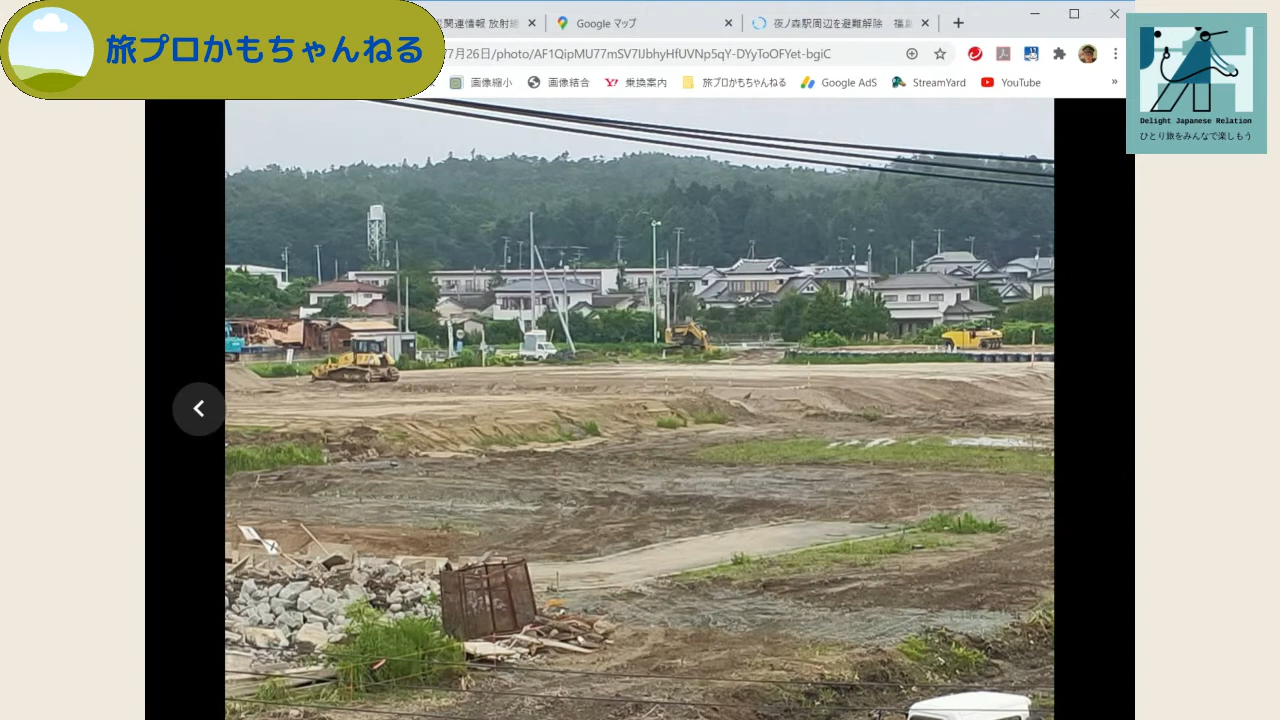 旅プロかもちゃんねる
関連情報 放射線
Google マップ
夜ノ森駅周辺を避難解除 福島
7月26日/photo/AF1QipMU77mSV7IJbhyHfUVNp5qY-DYyToOFYet-bgiC
画像縮小
画像結合
乗換案内
旅プロかもちゃんねる
Google AdS
StreamYard
YouTube
Delight Japanese Relation
ひとり旅をみんなで楽しもう